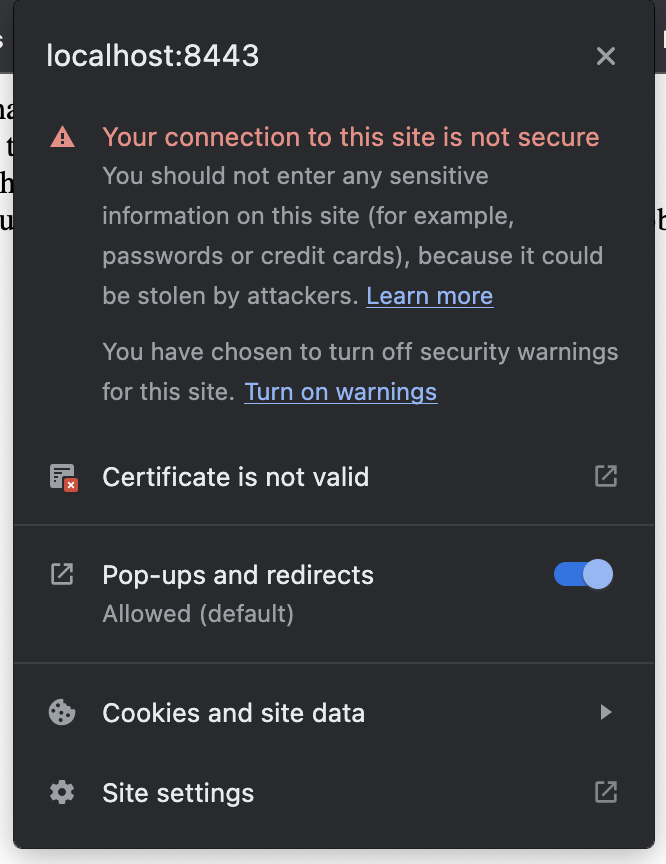 localhost:8443
Your connection to this site is not secure
You should not enter any sensitive
information on this site (for example,
passwords or credit cards), because it could
be stolen by attackers. Learn more
You have chosen to turn off security warnings
for this site. Turn on warnings
Certificate is not valid
Pop-ups and redirects
Allowed (default)
Cookies and site data
Site settings